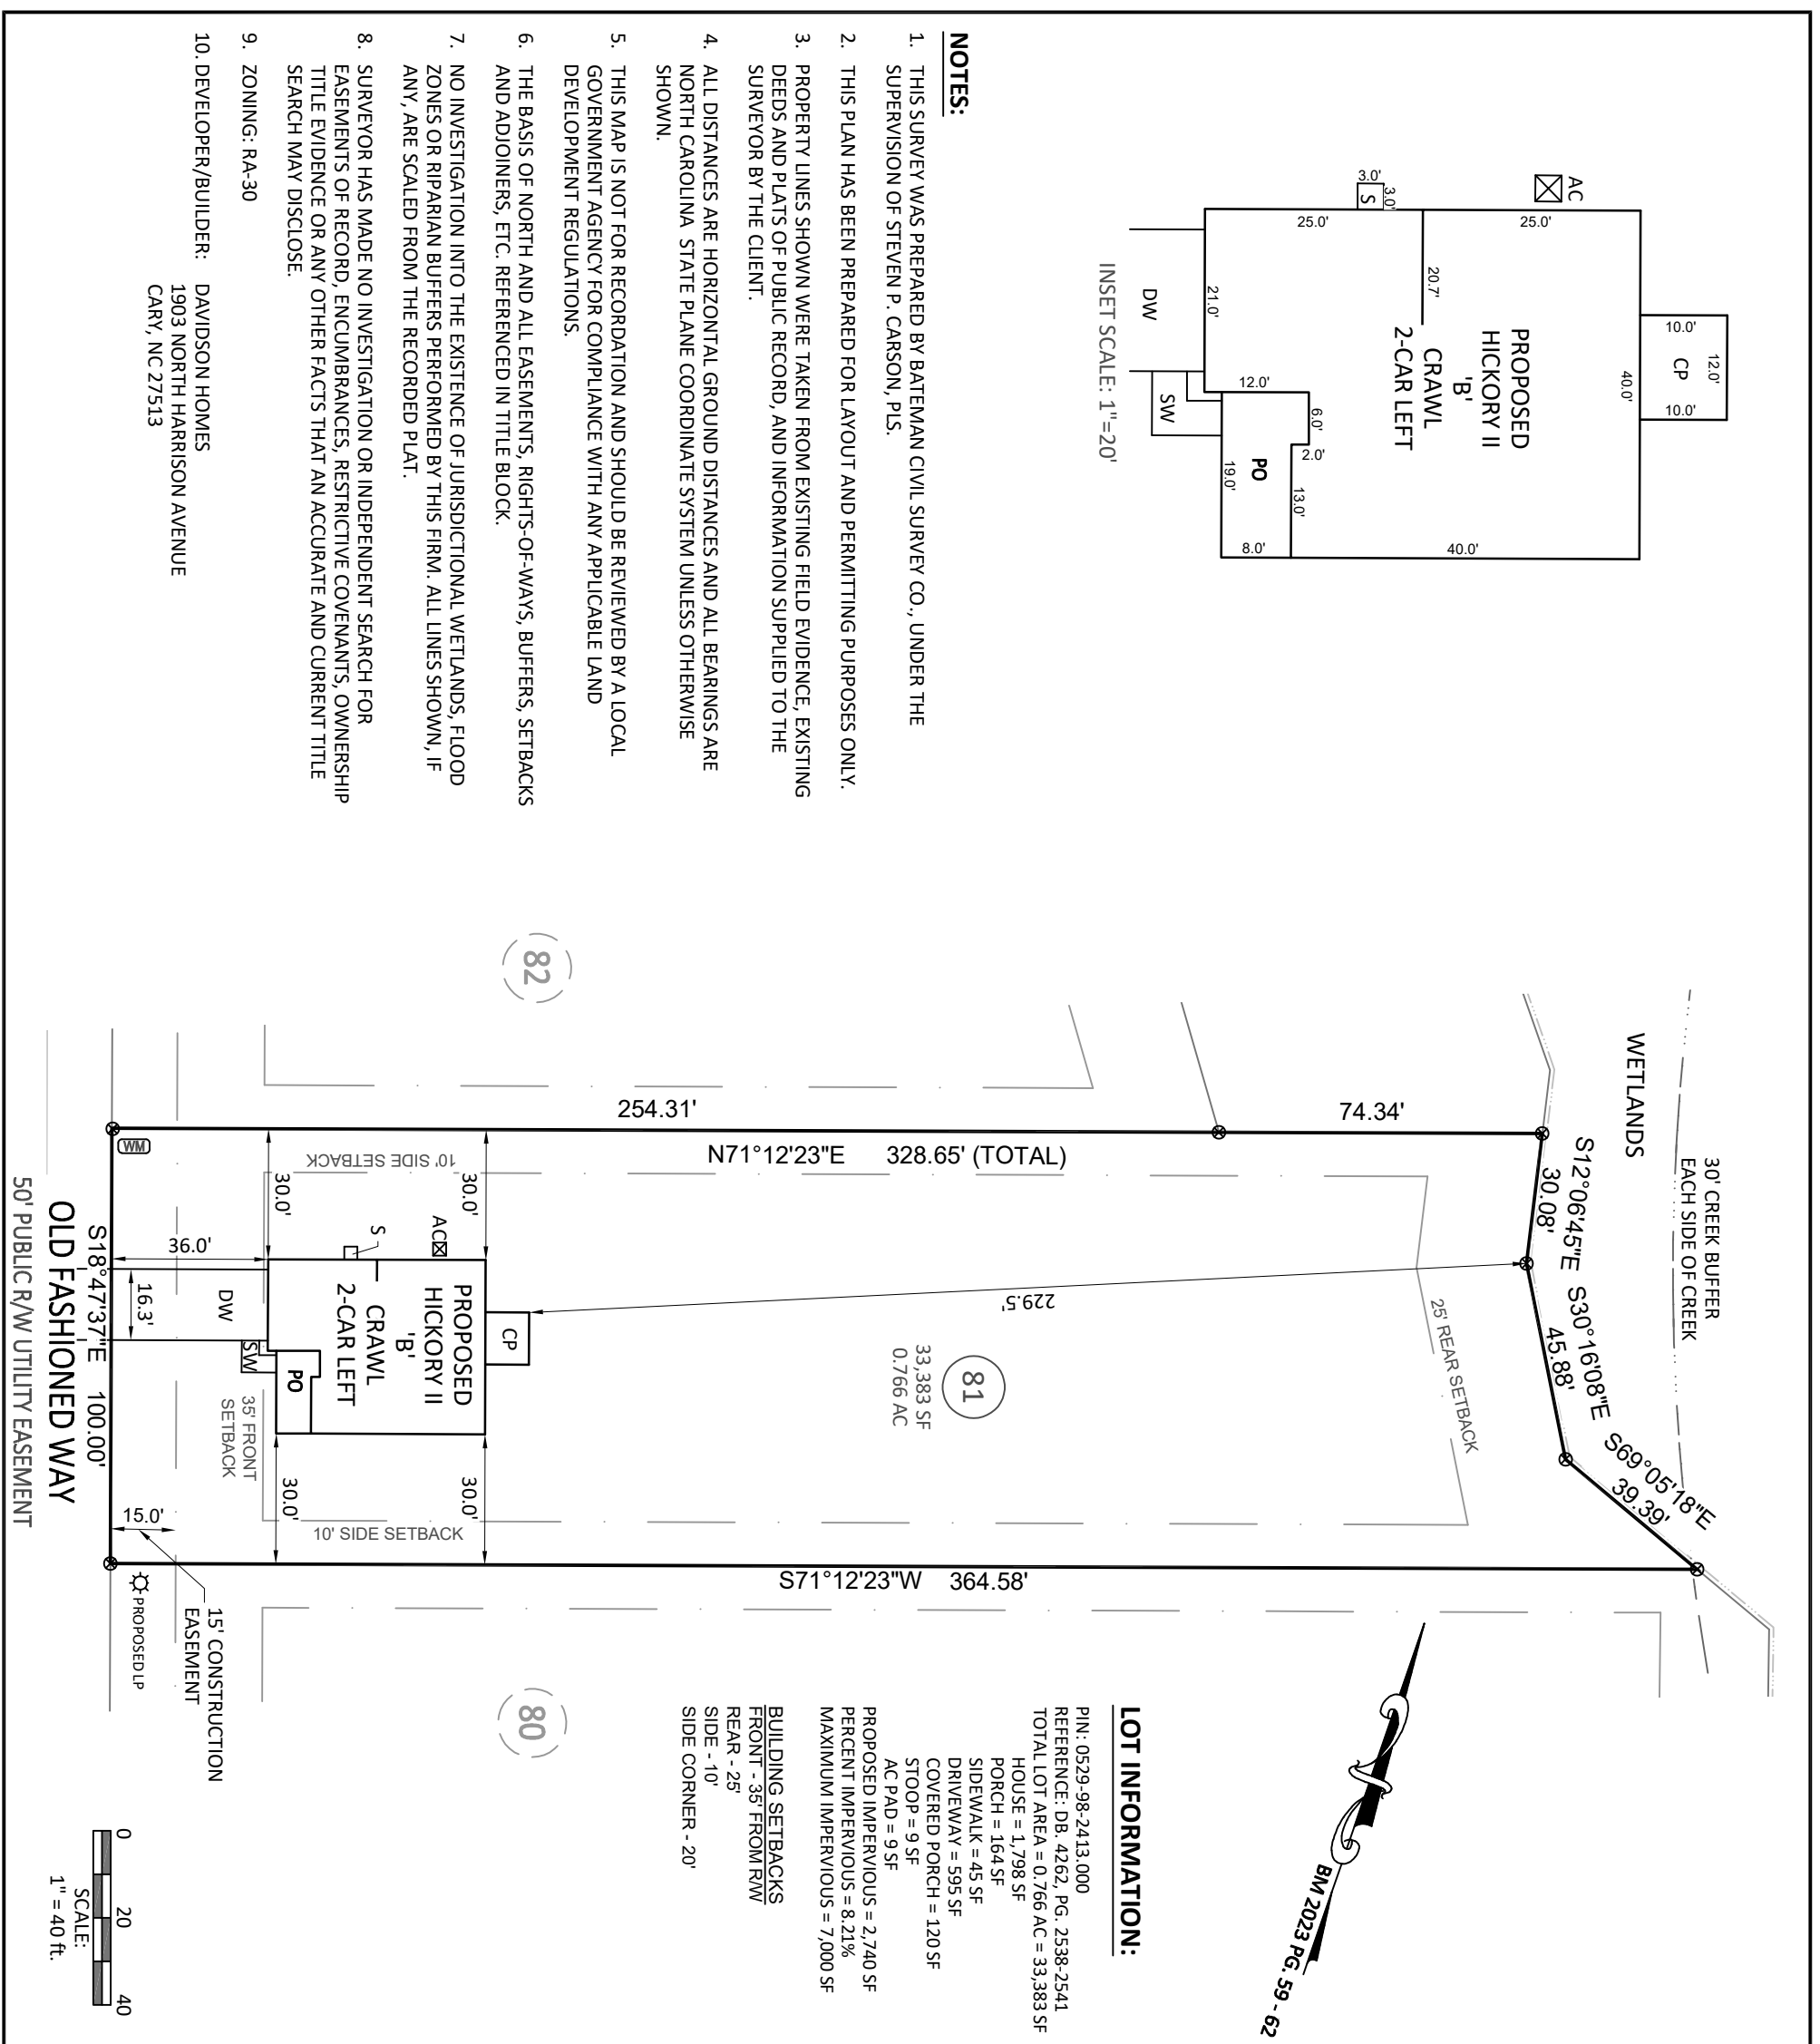 NOTES:
1. THIS SURVEY WAS PREPARED BY BATEMAN CIVIL SURVEY CO., UNDER THE
SUPERVISION OF STEVEN P. CARSON, PLS.
2. THIS PLAN HAS BEEN PREPARED FOR LAYOUT AND PERMITTING PURPOSES ONLY.
3. PROPERTY LINES SHOWN WERE TAKEN FROM EXISTING FIELD EVIDENCE, EXISTING
DEEDS AND PLATS OF PUBLIC RECORD, AND INFORMATION SUPPLIED TO THE
SURVEYOR BY THE CLIENT.
4. ALL DISTANCES ARE HORIZONTAL GROUND DISTANCES AND ALL BEARINGS ARE
NORTH CAROLINA STATE PLANE COORDINATE SYSTEM UNLESS OTHERWISE
SHOWN.
5. THIS MAP IS NOT FOR RECORDATION AND SHOULD BE REVIEWED BY A LOCAL
GOVERNMENT AGENCY FOR COMPLIANCE WITH ANY APPLICABLE LAND
DEVELOPMENT REGULATIONS.
6. THE BASIS OF NORTH AND ALL EASEMENTS, RIGHTS-OF-WAYS, BUFFERS, SETBACKS
AND ADJOINERS, ETC. REFERENCED IN TITLE BLOCK.
7. NO INVESTIGATION INTO THE EXISTENCE OF JURISDICTIONAL WETLANDS, FLOOD
ZONES OR RIPARIAN BUFFERS PERFORMED BY THIS FIRM. ALL LINES SHOWN, IF
ANY, ARE SCALED FROM THE RECORDED PLAT.
8. SURVEYOR HAS MADE NO INVESTIGATION OR INDEPENDENT SEARCH FOR
EASEMENTS OF RECORD, ENCUMBRANCES, RESTRICTIVE COVENANTS, OWNERSHIP
TITLE EVIDENCE OR ANY OTHER FACTS THAT AN ACCURATE AND CURRENT TITLE
SEARCH MAY DISCLOSE.
9. ZONING: RA-30
10. DEVELOPER/BUILDER: DAVIDSON HOMES
1903 NORTH HARRISON AVENUE
CARY, NC 27513
12.0'
10.0'
CP
10.0'
40.0'
AC
25.0'
PROPOSED
HICKORY II
'B'
CRAWL
2-CAR LEFT
20.7'
3.0'
3.0'
S
25.0'
40.0'
6.0'
2.0'
13.0'
12.0'
PO
8.0'
21.0'
19.0'
DW
SW
INSET SCALE: 1"=20'
30' CREEK BUFFER
EACH SIDE OF CREEK
WETLANDS
S12°06'45"E
30.08'
S30°16'08"E
45.88'
S69°05'18"E
39.39'
74.34'
25' REAR SETBACK
254.31'
N71°12'23"E 328.65' (TOTAL)
229.5'
81
33,383 SF
0.766 AC
82
80
S71°12'23"W 364.58'
30.0'
30.0'
CP
AC
PROPOSED
HICKORY II
'B'
CRAWL
2-CAR LEFT
S
PO
10' SIDE SETBACK
10' SIDE SETBACK
30.0'
30.0'
35' FRONT
SETBACK
SW
DW
36.0'
16.3'
15.0'
WM
15' CONSTRUCTION
EASEMENT
PROPOSED LP
S18°47'37"E 100.00'
OLD FASHIONED WAY
50' PUBLIC R/W UTILITY EASEMENT
BM 2023 PG. 59 - 62
LOT INFORMATION:
PIN: 0529-98-2413.000
REFERENCE: DB. 4262, PG. 2538-2541
TOTAL LOT AREA = 0.766 AC = 33,383 SF
HOUSE = 1,798 SF
PORCH = 164 SF
SIDEWALK = 45 SF
DRIVEWAY = 595 SF
COVERED PORCH = 120 SF
STOOP = 9 SF
AC PAD = 9 SF
PROPOSED IMPERVIOUS = 2,740 SF
PERCENT IMPERVIOUS = 8.21%
MAXIMUM IMPERVIOUS = 7,000 SF
BUILDING SETBACKS
FRONT - 35' FROM R/W
REAR - 25'
SIDE - 10'
SIDE CORNER - 20'
0 20 40
SCALE:
1" = 40 ft.